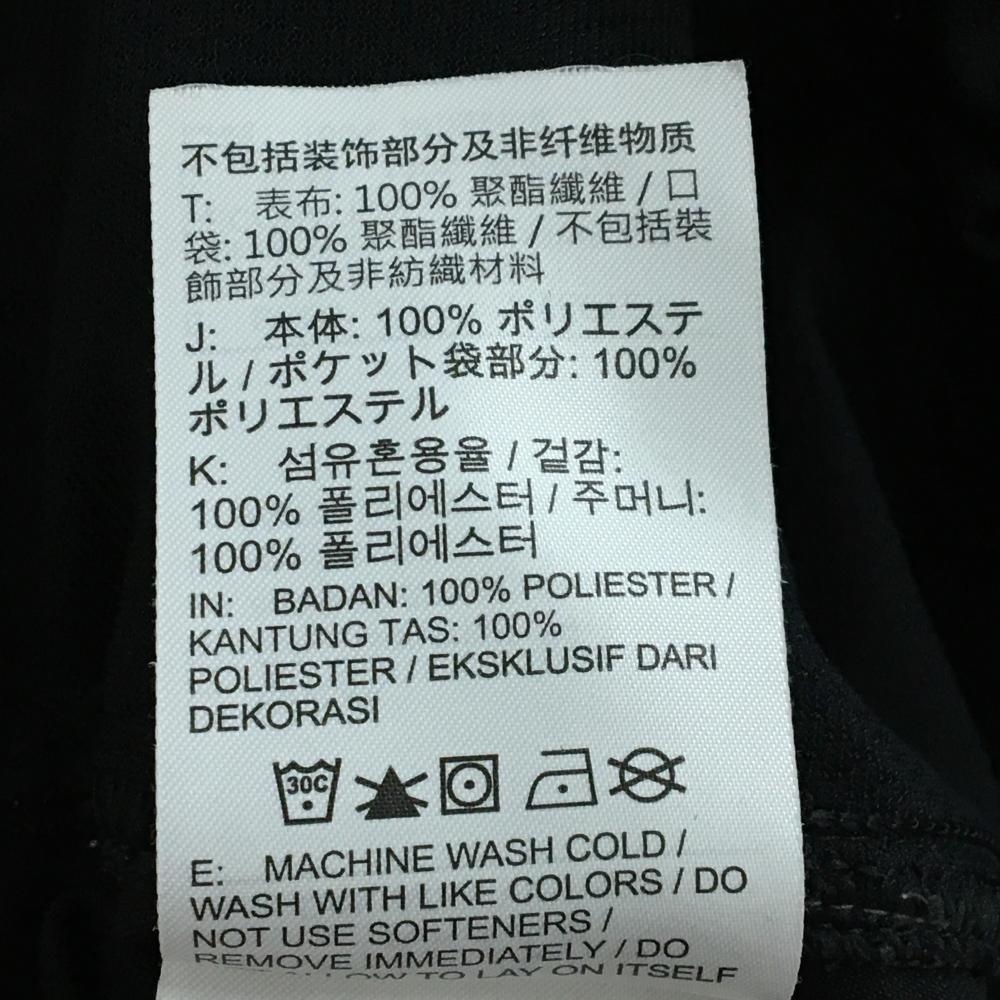 不包括装饰部分及非纤维物质
T: 表布: 100% 聚酯纖維 / 口
袋: 100% 聚酯纖維 / 不包括裝
飾部分及非紡織材料
J: 本体: 100% ポリエステ
ル / ポケット袋部分: 100%
ポリエステル
K: 섬유혼용율 / 겉감:
100% 폴리에스터 / 주머니:
100% 폴리에스터
IN: BADAN: 100% POLIESTER /
KANTUNG TAS: 100%
POLIESTER / EKSKLUSIF DARI
DEKORASI
30C
E: MACHINE WASH COLD /
WASH WITH LIKE COLORS / DO
NOT USE SOFTENERS /
REMOVE IMMEDIATELY / DO
TO LAY ON ITSELF